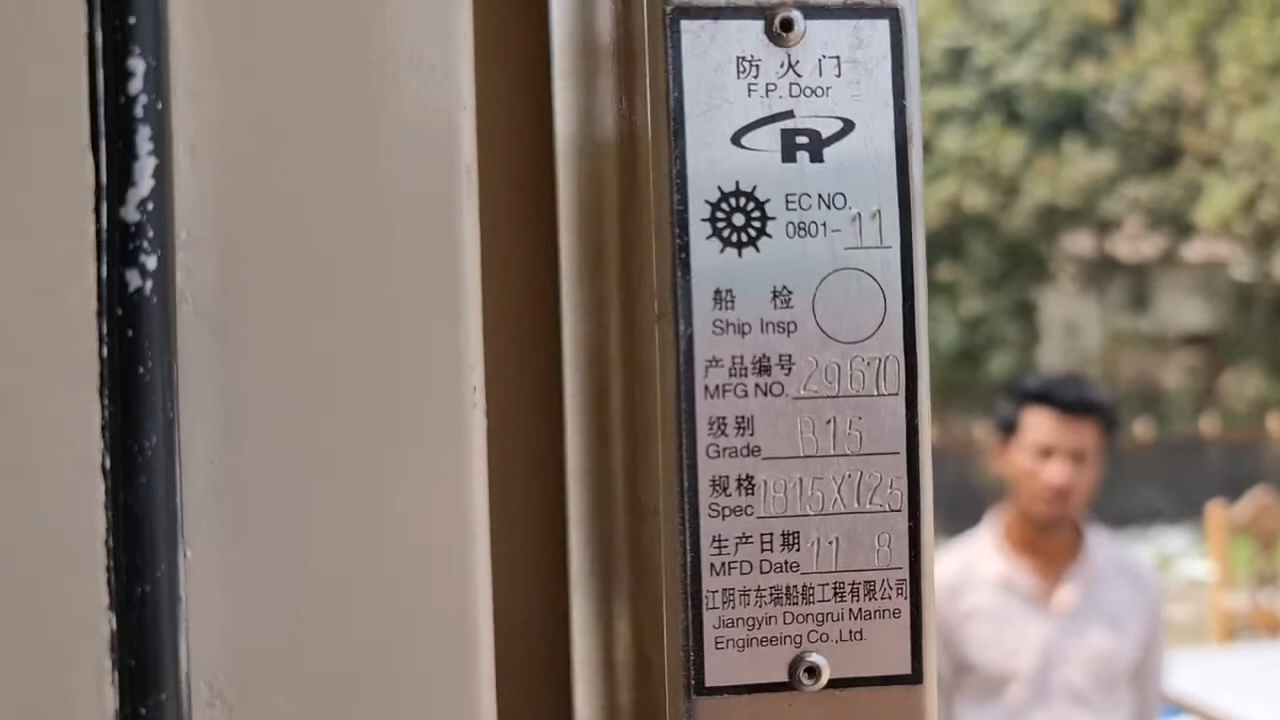 防火门
F.P. Door
R
EC NO.
0801-11
船 检
Ship Insp
产品编号
MFG NO. 29670
级别
Grade B15
规格
Spec 1815X725
生产日期
MFD Date 11 8
江阴市东瑞船舶工程有限公司
Jiangyin Dongrui Marine
Engineeing Co.,Ltd.